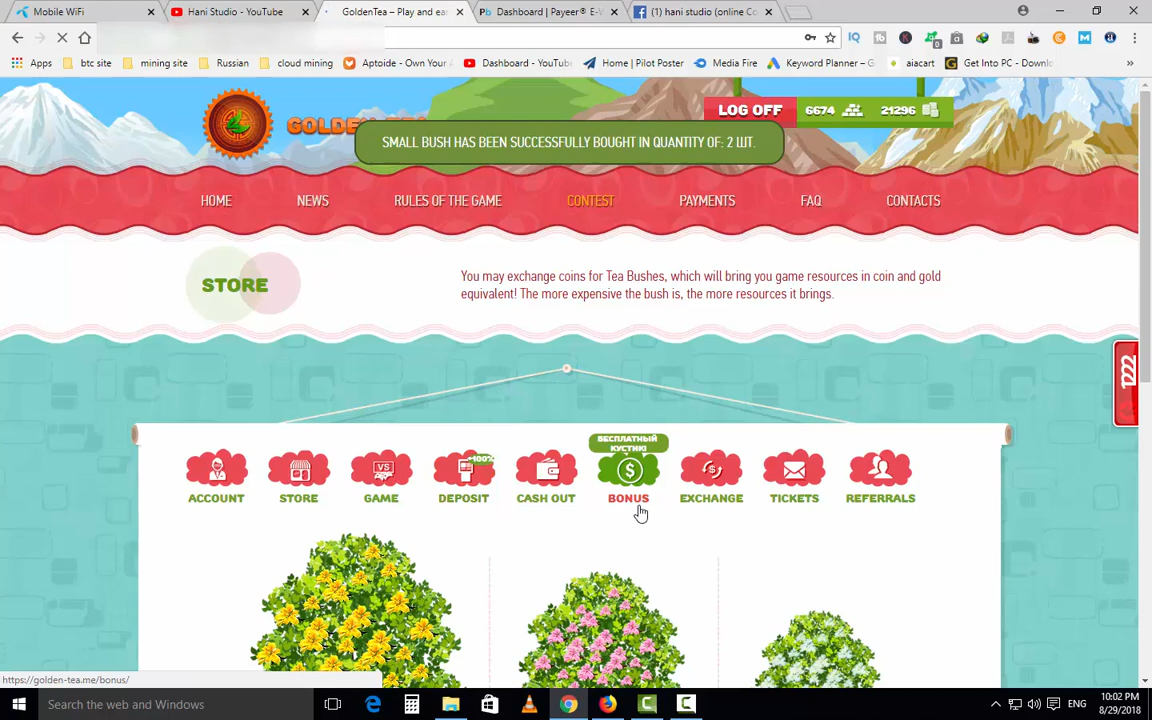 Mobile WiFi
Hani Studio - YouTube
GoldenTea – Play and ea
Dashboard | Payeer® E-W
(1) hani studio (online Co
Apps
btc site
mining site
Russian
cloud mining
Aptoide - Own Your
Dashboard - YouTube
Home | Pilot Poster
Media Fire
Keyword Planner – G
aiacart
Get Into PC - Downlo
LOG OFF
6674
21296
SMALL BUSH HAS BEEN SUCCESSFULLY BOUGHT IN QUANTITY OF: 2 ШТ.
HOME
NEWS
RULES OF THE GAME
CONTEST
PAYMENTS
FAQ
CONTACTS
STORE
You may exchange coins for Tea Bushes, which will bring you game resources in coin and gold
equivalent! The more expensive the bush is, the more resources it brings.
1222
БЕСПЛАТНЫЙ
КУСТИК!
VS
+100%
ACCOUNT
STORE
GAME
DEPOSIT
CASH OUT
BONUS
EXCHANGE
TICKETS
REFERRALS
https://golden-tea.me/bonus/
Search the web and Windows
ENG
10:02 PM
8/29/2018